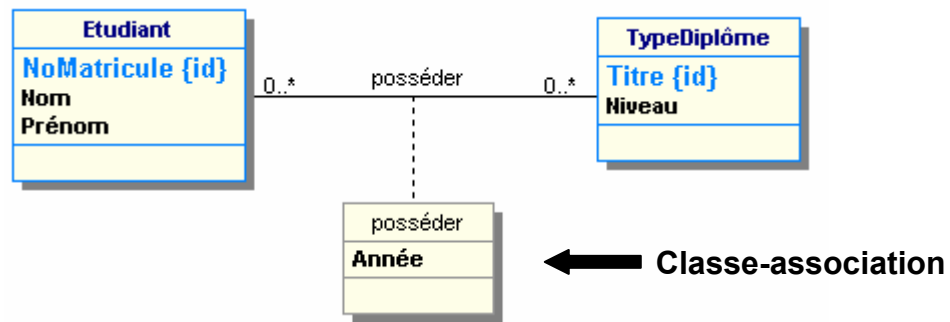 Etudiant
NoMatricule {id}
Nom
Prénom
0..*
posséder
0..*
TypeDiplôme
Titre {id}
Niveau
posséder
Année
Classe-association